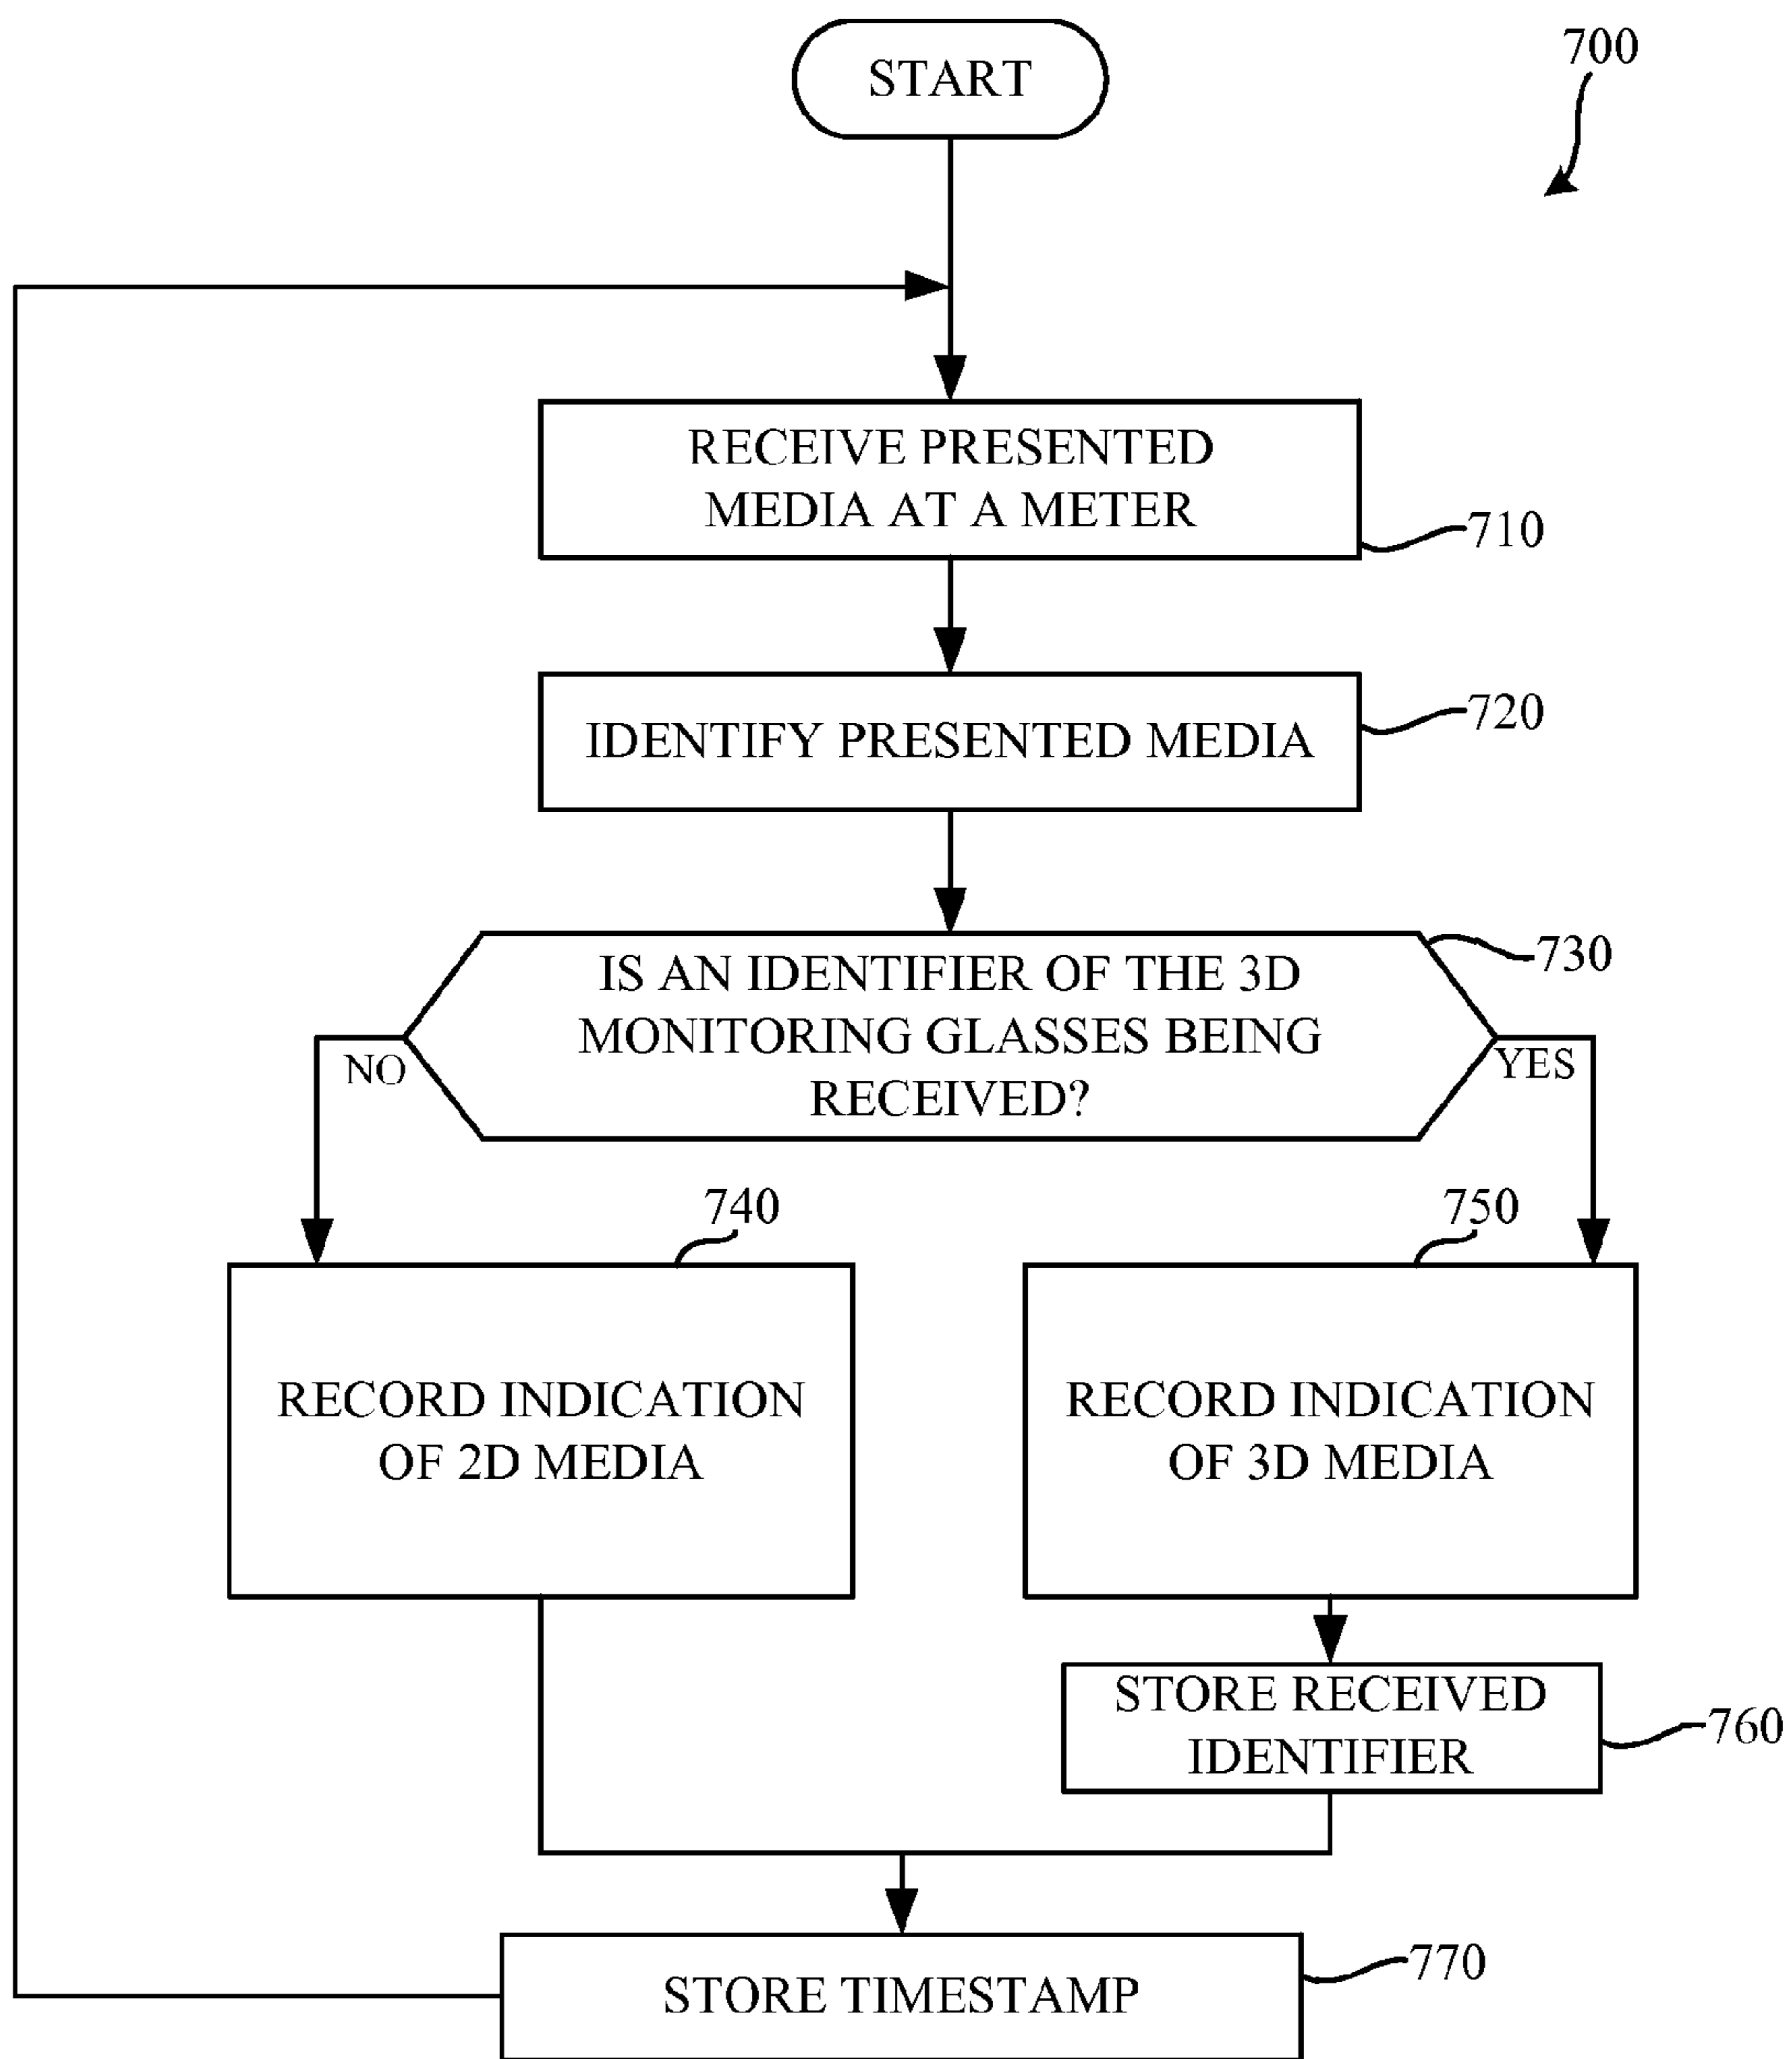 START
700
RECEIVE PRESENTED
MEDIA AT A METER
710
IDENTIFY PRESENTED MEDIA
720
IS AN IDENTIFIER OF THE 3D
MONITORING GLASSES BEING
RECEIVED?
730
NO
YES
740
750
RECORD INDICATION
OF 2D MEDIA
RECORD INDICATION
OF 3D MEDIA
STORE RECEIVED
IDENTIFIER
760
STORE TIMESTAMP
770